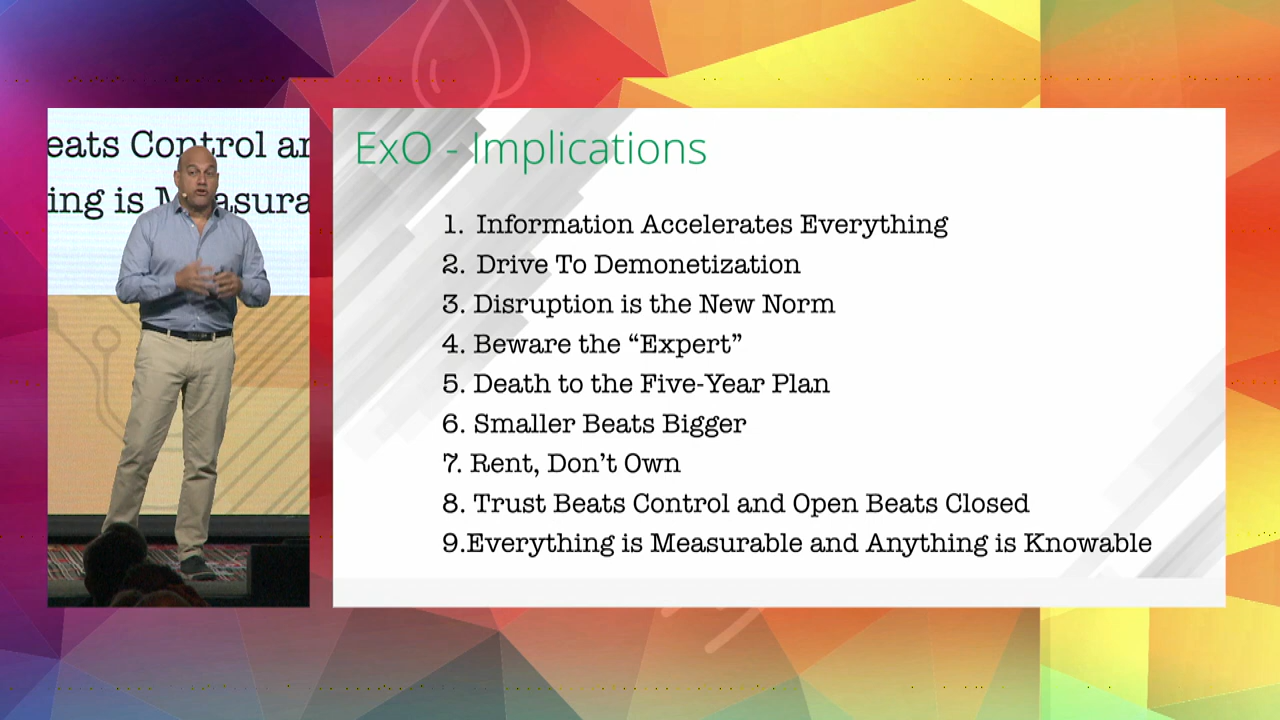 eats Control ar
ing is M asura
ExO - Implications
1. Information Accelerates Everything
2. Drive To Demonetization
3. Disruption is the New Norm
4. Beware the “Expert”
5. Death to the Five-Year Plan
6. Smaller Beats Bigger
7. Rent, Don’t Own
8. Trust Beats Control and Open Beats Closed
9.Everything is Measurable and Anything is Knowable